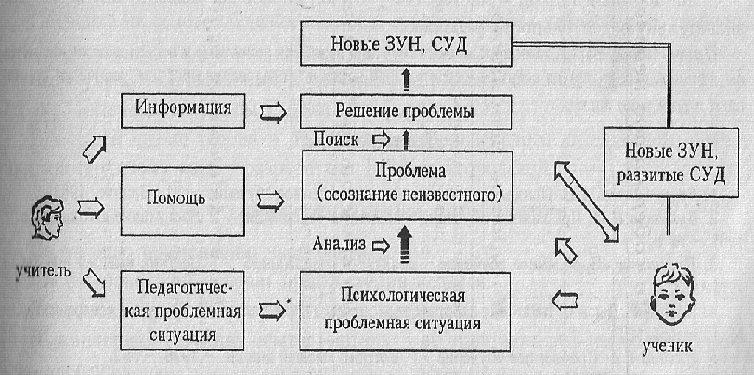 Новые ЗУН, СУД
Информация
Решение проблемы
Поиск
Новые ЗУН,
развитые СУД
Проблема
(осознание неизвестного)
Помощь
учитель
Анализ
Педагогичес-
кая проблемная
ситуация
Психологическая
проблемная ситуация
ученик